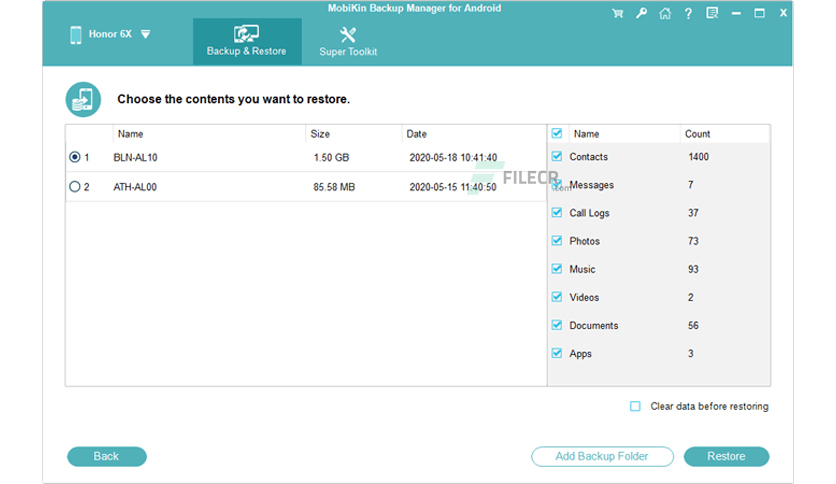 MobiKin Backup Manager for Android
Honor 6X
Backup & Restore
Super Toolkit
?
X
Choose the contents you want to restore.
Name Size Date
1 BLN-AL10 1.50 GB 2020-05-18 10:41:40
2 ATH-AL00 85.58 MB 2020-05-15 11:40:50
FILECR
.com
Name Count
Contacts 1400
Messages 7
Call Logs 37
Photos 73
Music 93
Videos 2
Documents 56
Apps 3
Clear data before restoring
Back
Add Backup Folder
Restore